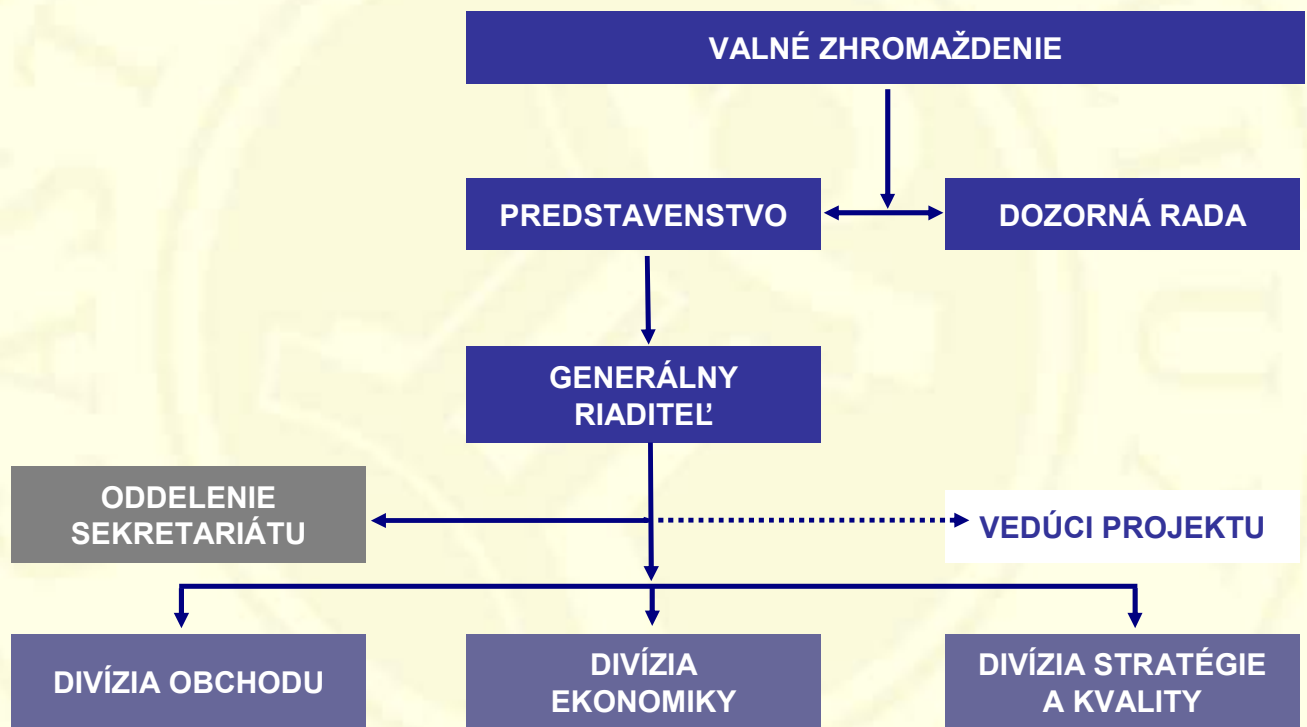 VALNÉ ZHROMAŽDENIE
PREDSTAVENSTVO
DOZORNÁ RADA
GENERÁLNY
RIADITEĽ
ODDELENIE
SEKRETARIÁTU
VEDÚCI PROJEKTU
DIVÍZIA OBCHODU
DIVÍZIA
EKONOMIKY
DIVÍZIA STRATÉGIE
A KVALITY